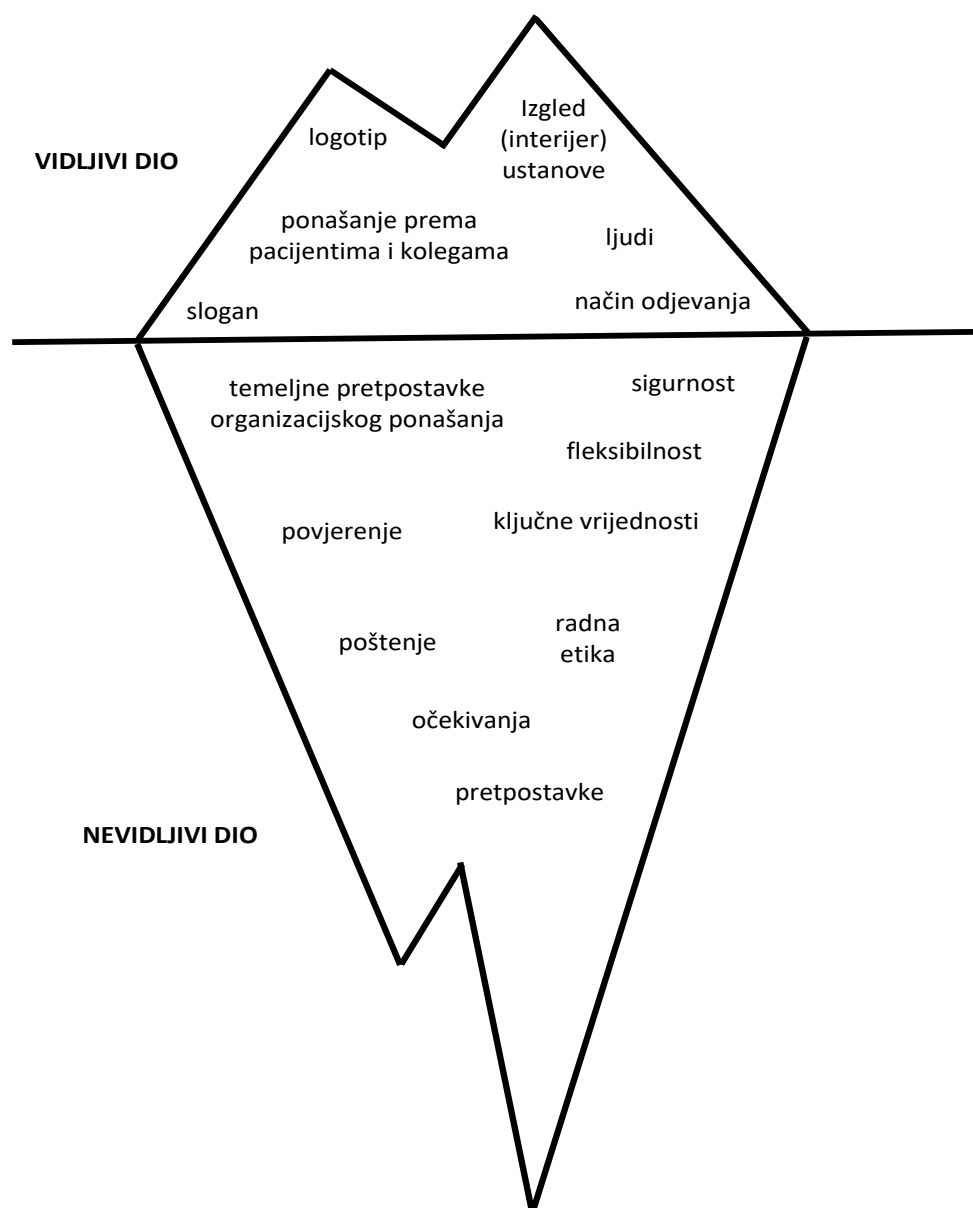 Izgled
(interijer)
ustanove
logotip
VIDLJIVI DIO
ponašanje prema
pacijentima i kolegama
ljudi
slogan
način odjevanja
temeljne pretpostavke
organizacijskog ponašanja
sigurnost
fleksibilnost
povjerenje
ključne vrijednosti
poštenje
radna
etika
očekivanja
pretpostavke
NEVIDLJIVI DIO